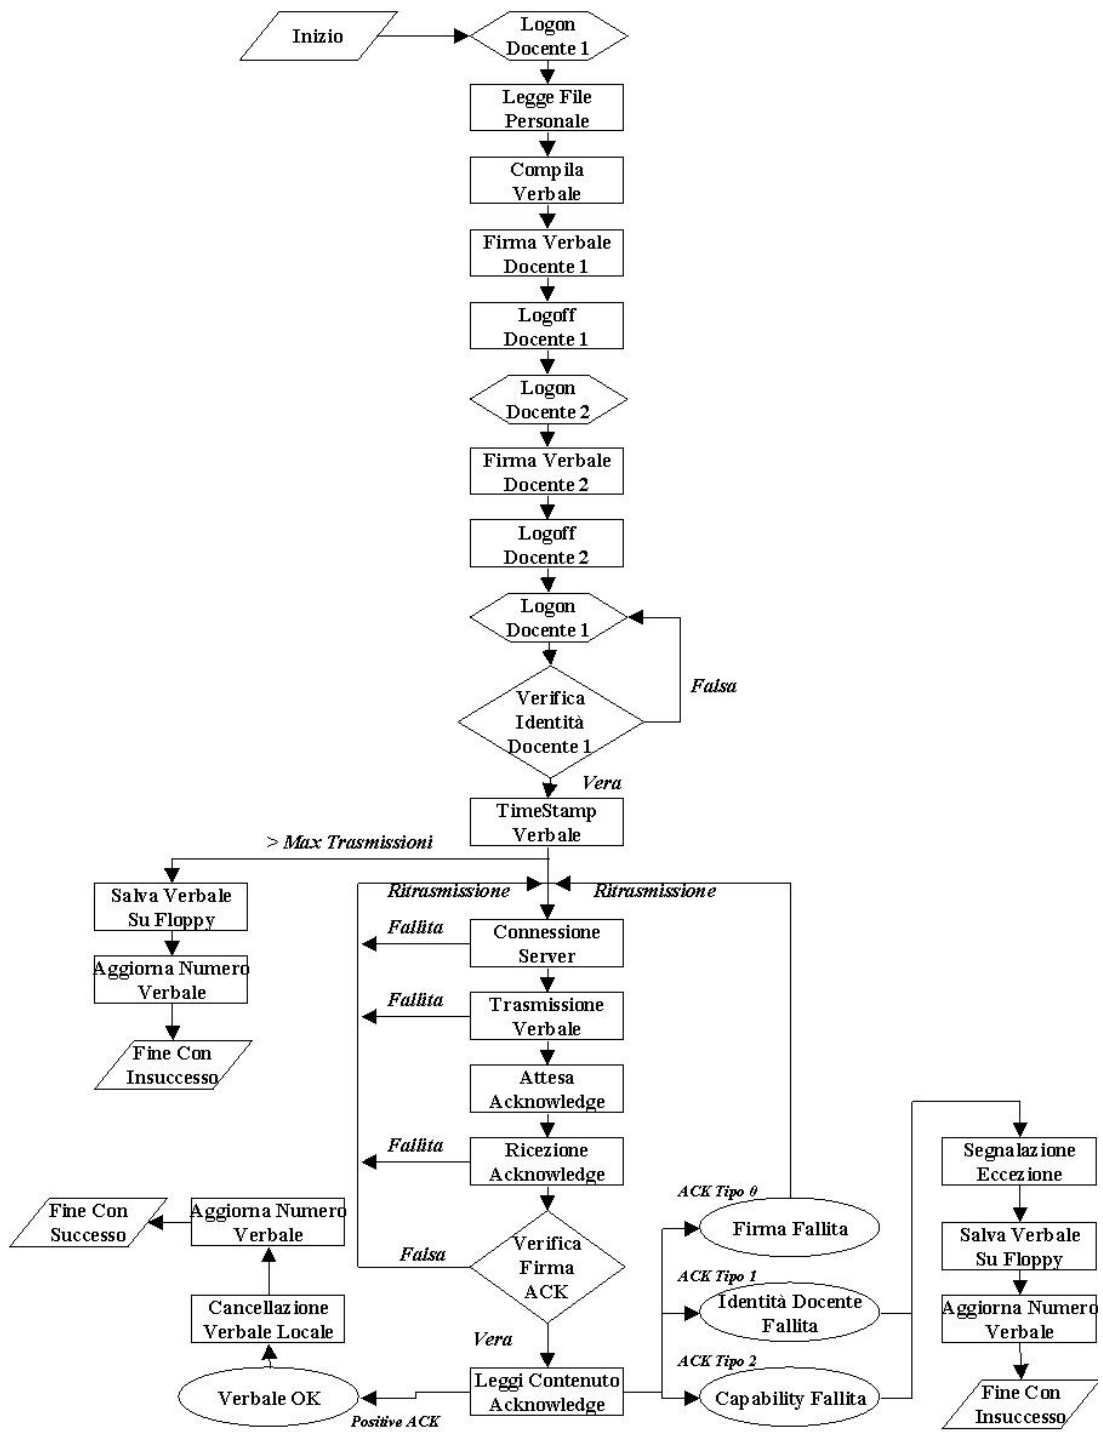 Inizio
Logon
Docente 1
Legge File
Personale
Compila
Verbale
Firma Verbale
Docente 1
Logoff
Docente 1
Logon
Docente 2
Firma Verbale
Docente 2
Logoff
Docente 2
Logon
Docente 1
Falsa
Verifica
Identità
Docente 1
Vera
TimeStamp
Verbale
> Max Trasmissioni
Ritrasmissione
Ritrasmissione
Salva Verbale
Su Floppy
Aggiorna Numero
Verbale
Fine Con
Insuccesso
Fallita
Connessione
Server
Fallita
Trasmissione
Verbale
Attesa
Acknowledge
Fallita
Ricezione
Acknowledge
Falsa
Verifica
Firma
ACK
Vera
Leggi Contenuto
Acknowledge
Positive ACK
Verbale OK
Cancellazione
Verbale Locale
Aggiorna Numero
Verbale
Fine Con
Successo
ACK Tipo 0
Firma Fallita
ACK Tipo 1
Identità Docente
Fallita
ACK Tipo 2
Capability Fallita
Segnalazione
Eccezione
Salva Verbale
Su Floppy
Aggiorna Numero
Verbale
Fine Con
Insuccesso